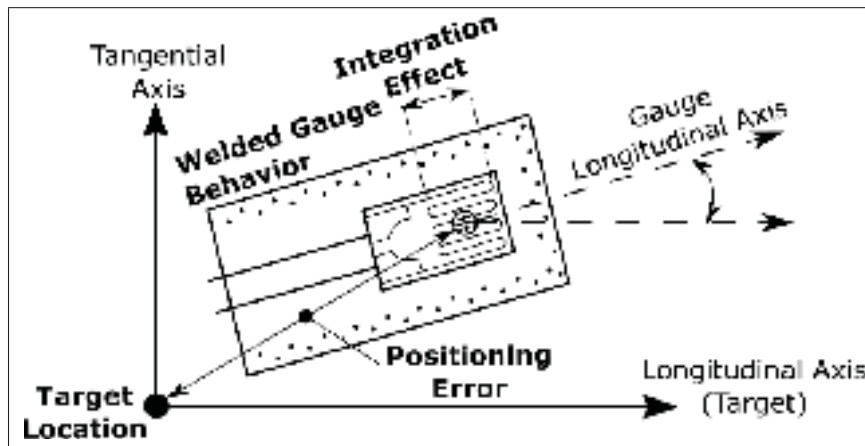 Tangential
Axis
Integration
Effect
Welded Gauge
Behavior
Gauge
Longitudinal Axis
Positioning
Error
Target
Location
Longitudinal Axis
(Target)